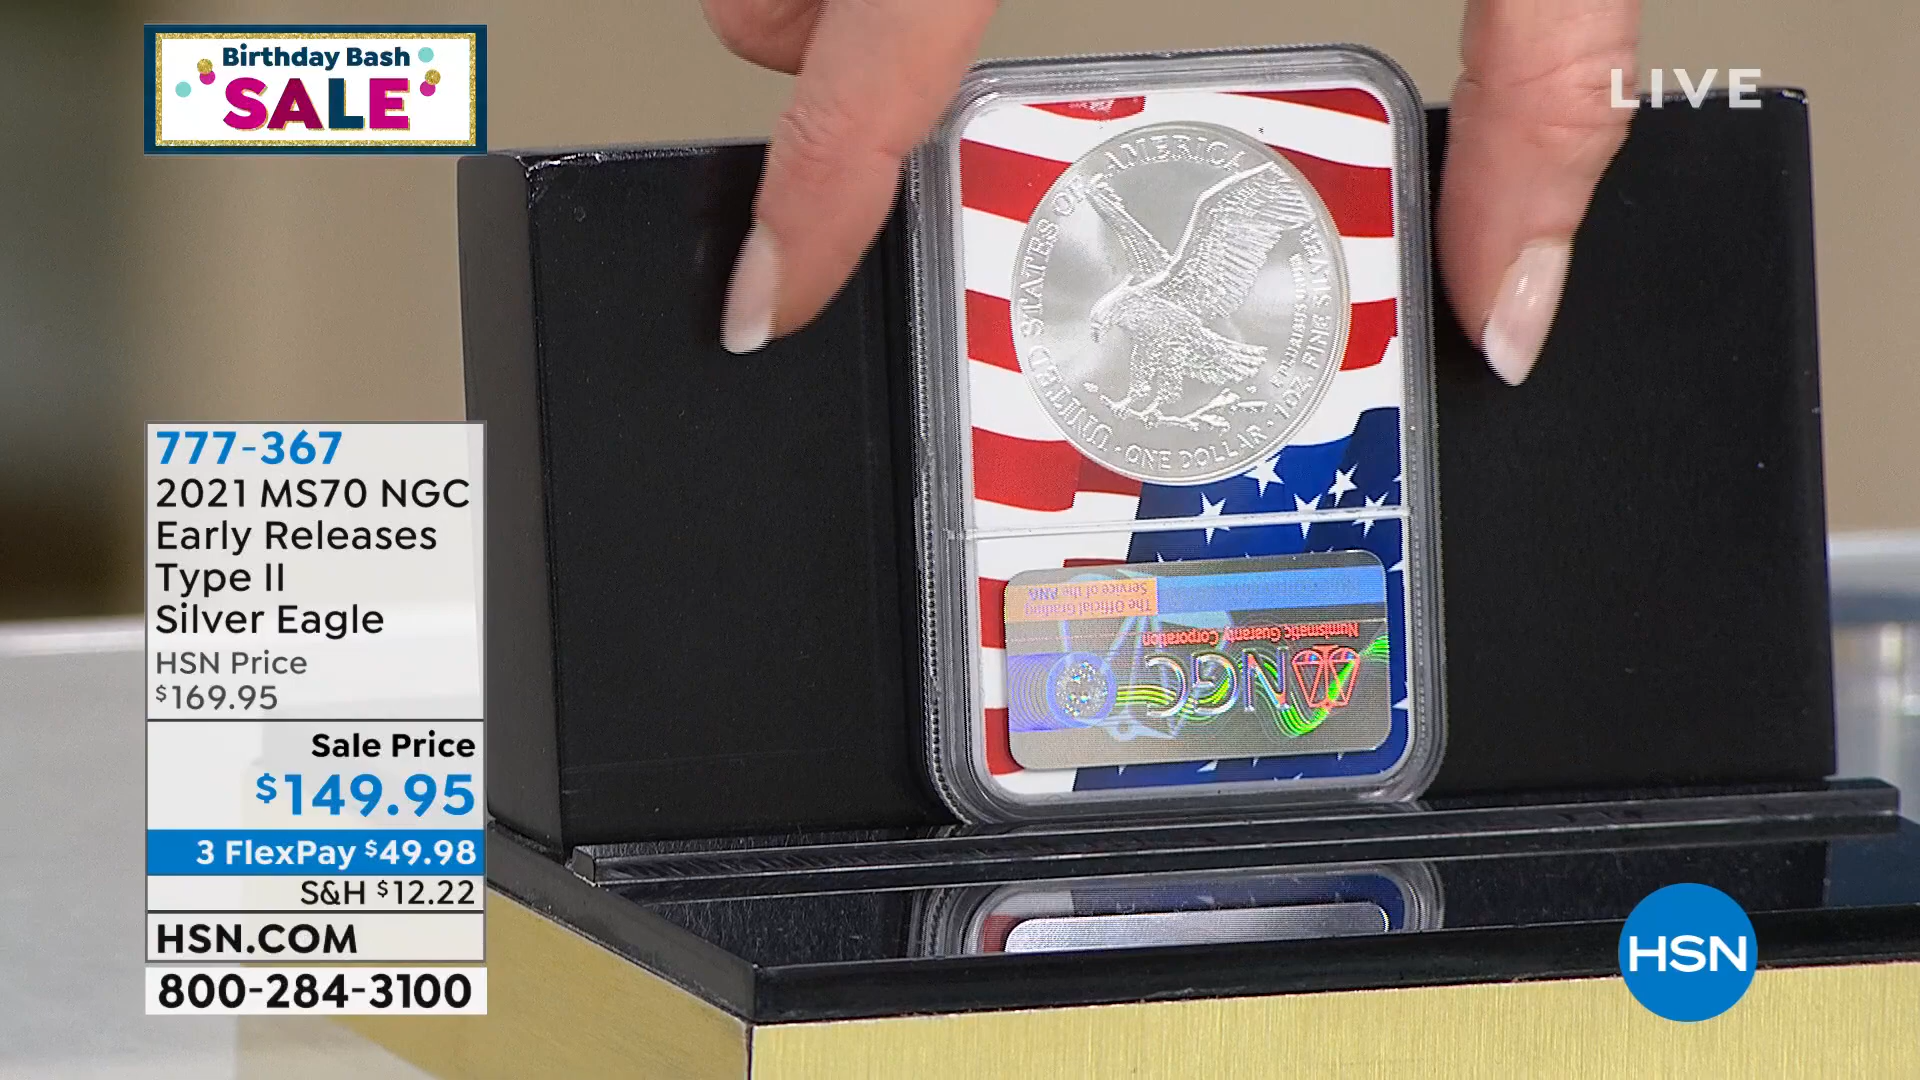 Birthday Bash
SALE
LIVE
777-367
2021 MS70 NGC
Early Releases
Type II
Silver Eagle
HSN Price
$169.95
Sale Price
$149.95
3 FlexPay $49.98
S&H $12.22
HSN.COM
800-284-3100
UNITED STATES OF AMERICA
1 OZ. FINE SILVER
E PLURIBUS UNUM
· ONE DOLLAR ·
The Official Grading
Service of the PNG
Numismatic Guaranty Corporation
NGC
HSN